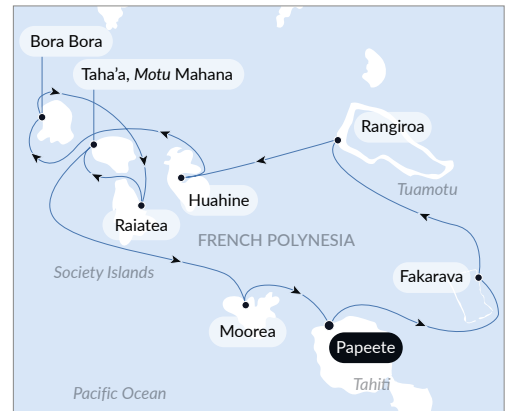 Bora Bora
Taha'a, Motu Mahana
Rangiroa
Tuamotu
Huahine
Raiatea
FRENCH POLYNESIA
Society Islands
Fakarava
Moorea
Papeete
Tahiti
Pacific Ocean